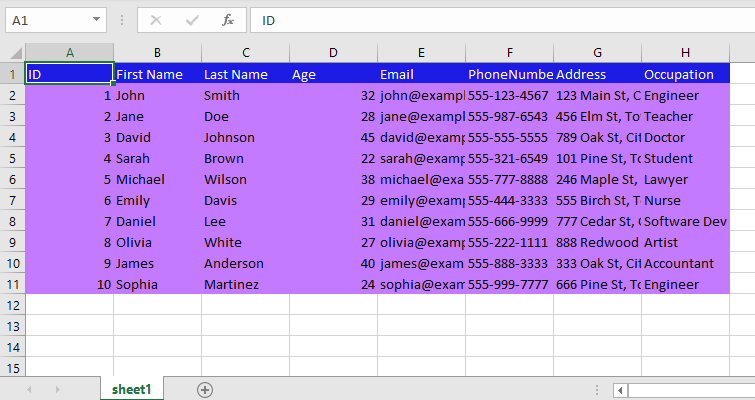 A1 fx ID
A B C D E F G H
1 ID First Name Last Name Age Email PhoneNumbe Address Occupation
2 1 John Smith 32 john@exampl 555-123-4567 123 Main St, C Engineer
3 2 Jane Doe 28 jane@exampl 555-987-6543 456 Elm St, To Teacher
4 3 David Johnson 45 david@examp 555-555-5555 789 Oak St, Cit Doctor
5 4 Sarah Brown 22 sarah@examp 555-321-6549 101 Pine St, T Student
6 5 Michael Wilson 38 michael@exa 555-777-8888 246 Maple St, Lawyer
7 6 Emily Davis 29 emily@examp 555-444-3333 555 Birch St, T Nurse
8 7 Daniel Lee 31 daniel@exam 555-666-9999 777 Cedar St, Software Dev
9 8 Olivia White 27 olivia@examp 555-222-1111 888 Redwood Artist
10 9 James Anderson 40 james@exam 555-888-3333 333 Oak St, Cit Accountant
11 10 Sophia Martinez 24 sophia@exam 555-999-7777 666 Pine St, To Engineer
12
13
14
15
sheet1